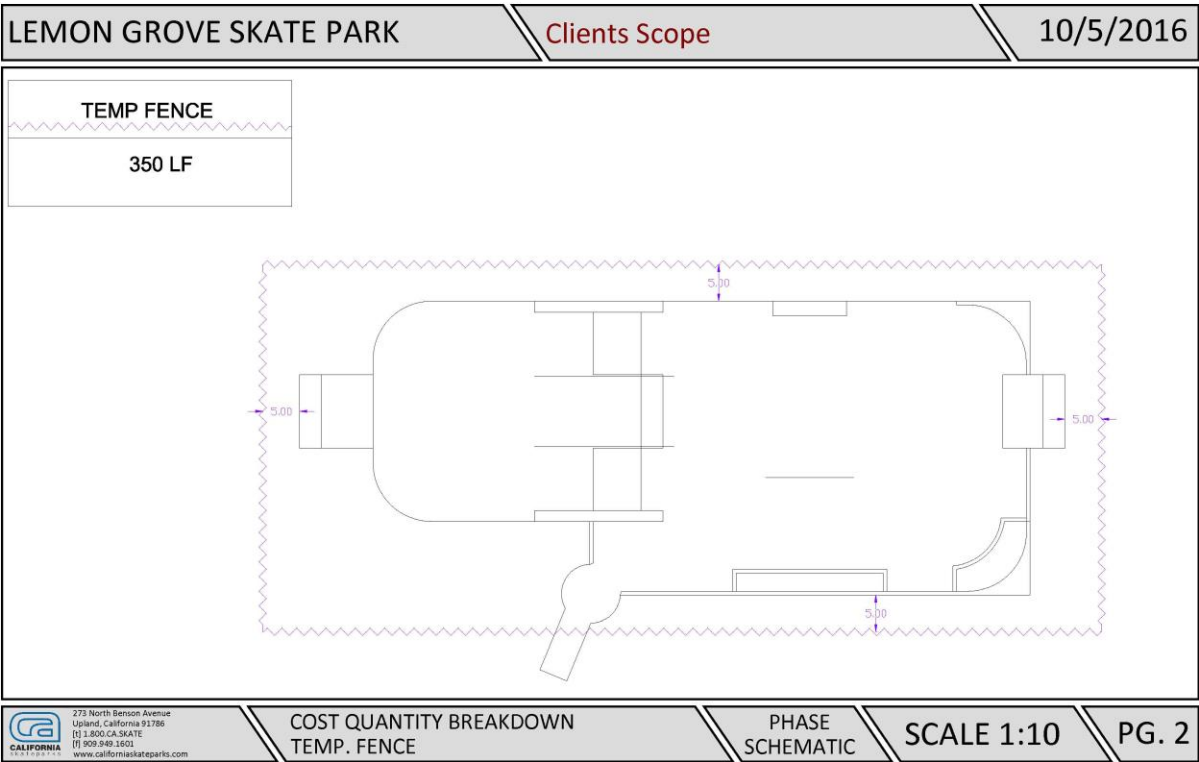 LEMON GROVE SKATE PARK
Clients Scope
10/5/2016
TEMP FENCE
350 LF
5.00
5.00
5.00
5.00
ca
CALIFORNIA
skateparks
273 North Benson Avenue
Upland, California 91786
[t] 1.800.CA.SKATE
[f] 909.949.1601
www.californiaskateparks.com
COST QUANTITY BREAKDOWN
TEMP. FENCE
PHASE
SCHEMATIC
SCALE 1:10
PG. 2